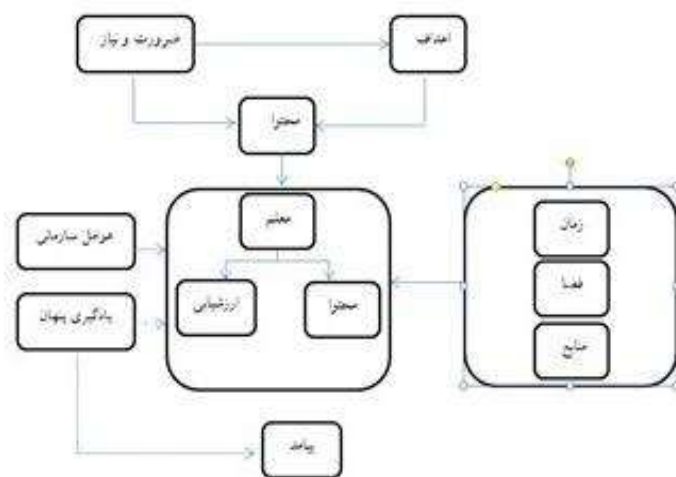 اهداف
ضرورت و نیاز
محتوا
معلم
زمان
عوامل سازمانی
فضا
محتوا
ارزشیابی
یادگیری پنهان
منابع
پیامد